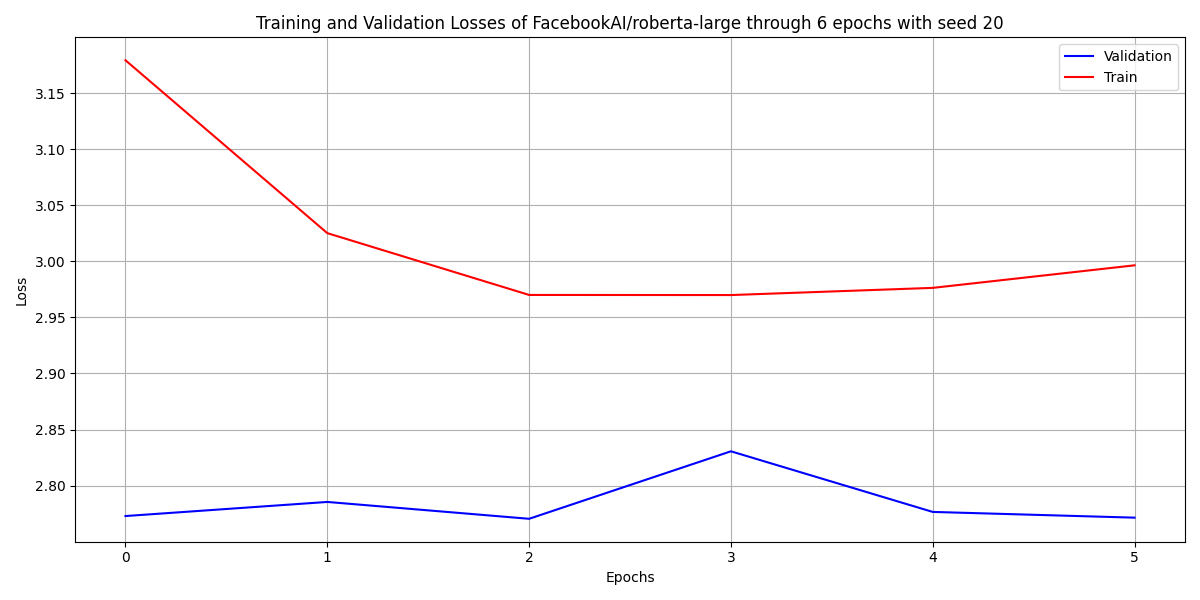 Training and Validation Losses of FacebookAI/roberta-large through 6 epochs with seed 20
Validation
Train
3.15
3.10
3.05
3.00
2.95
2.90
2.85
2.80
Loss
0 1 2 3 4 5
Epochs